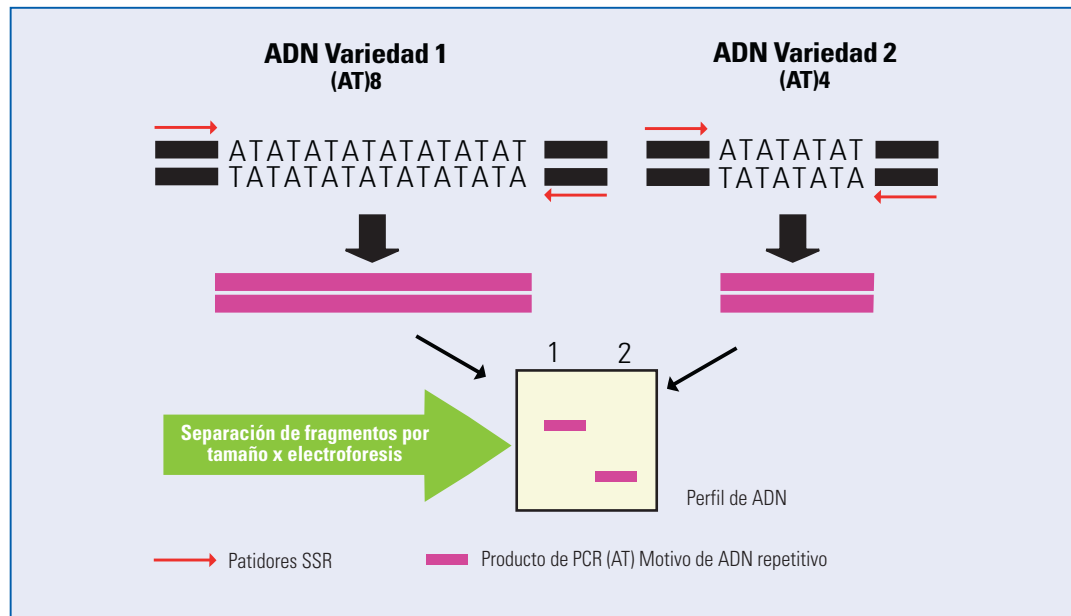 ADN Variedad 1
(AT)8
ADN Variedad 2
(AT)4
ATATATATATATATAT
TATATATATATATATA
ATATATAT
TATATATA
1 2
Separación de fragmentos por
tamaño x electroforesis
Perfil de ADN
Patidores SSR
Producto de PCR (AT) Motivo de ADN repetitivo